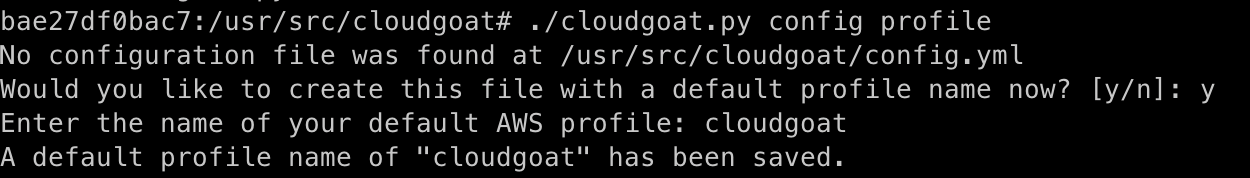 bae27df0bac7:/usr/src/cloudgoat# ./cloudgoat.py config profile
No configuration file was found at /usr/src/cloudgoat/config.yml
Would you like to create this file with a default profile name now? [y/n]: y
Enter the name of your default AWS profile: cloudgoat
A default profile name of "cloudgoat" has been saved.